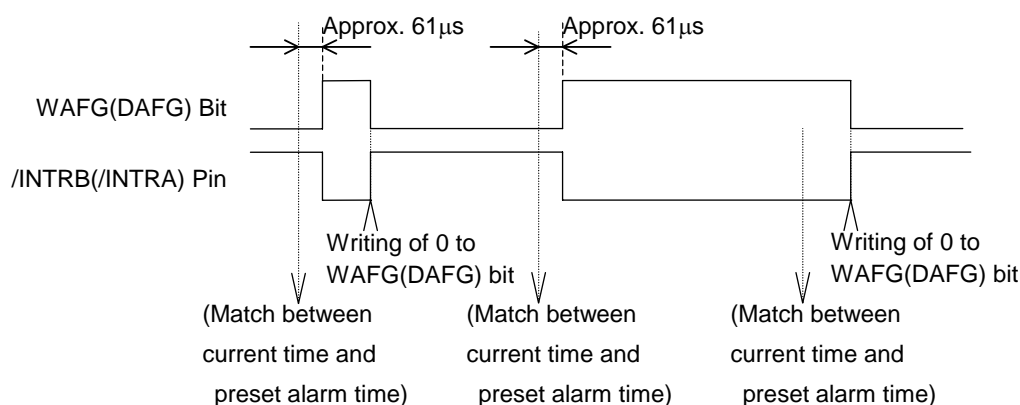 Approx. 61μs
Approx. 61μs
WAFG(DAFG) Bit
/INTRB(/INTRA) Pin
Writing of 0 to
WAFG(DAFG) bit
Writing of 0 to
WAFG(DAFG) bit
(Match between
current time and
preset alarm time)
(Match between
current time and
preset alarm time)
(Match between
current time and
preset alarm time)